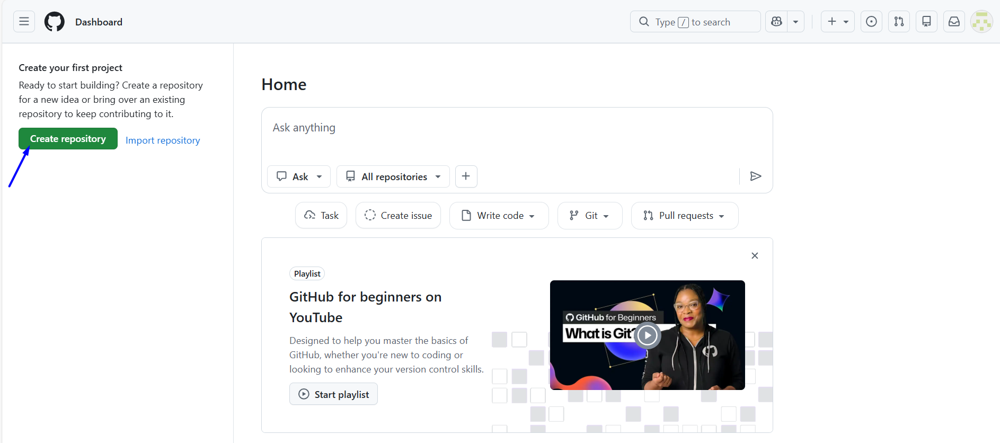 Dashboard
Type / to search
Create your first project
Ready to start building? Create a repository
for a new idea or bring over an existing
repository to keep contributing to it.
Create repository
Import repository
Home
Ask anything
Ask
All repositories
Task
Create issue
Write code
Git
Pull requests
Playlist
GitHub for beginners on
YouTube
Designed to help you master the basics of
GitHub, whether you're new to coding or
looking to enhance your version control skills.
Start playlist
GitHub for Beginners
What is Git?